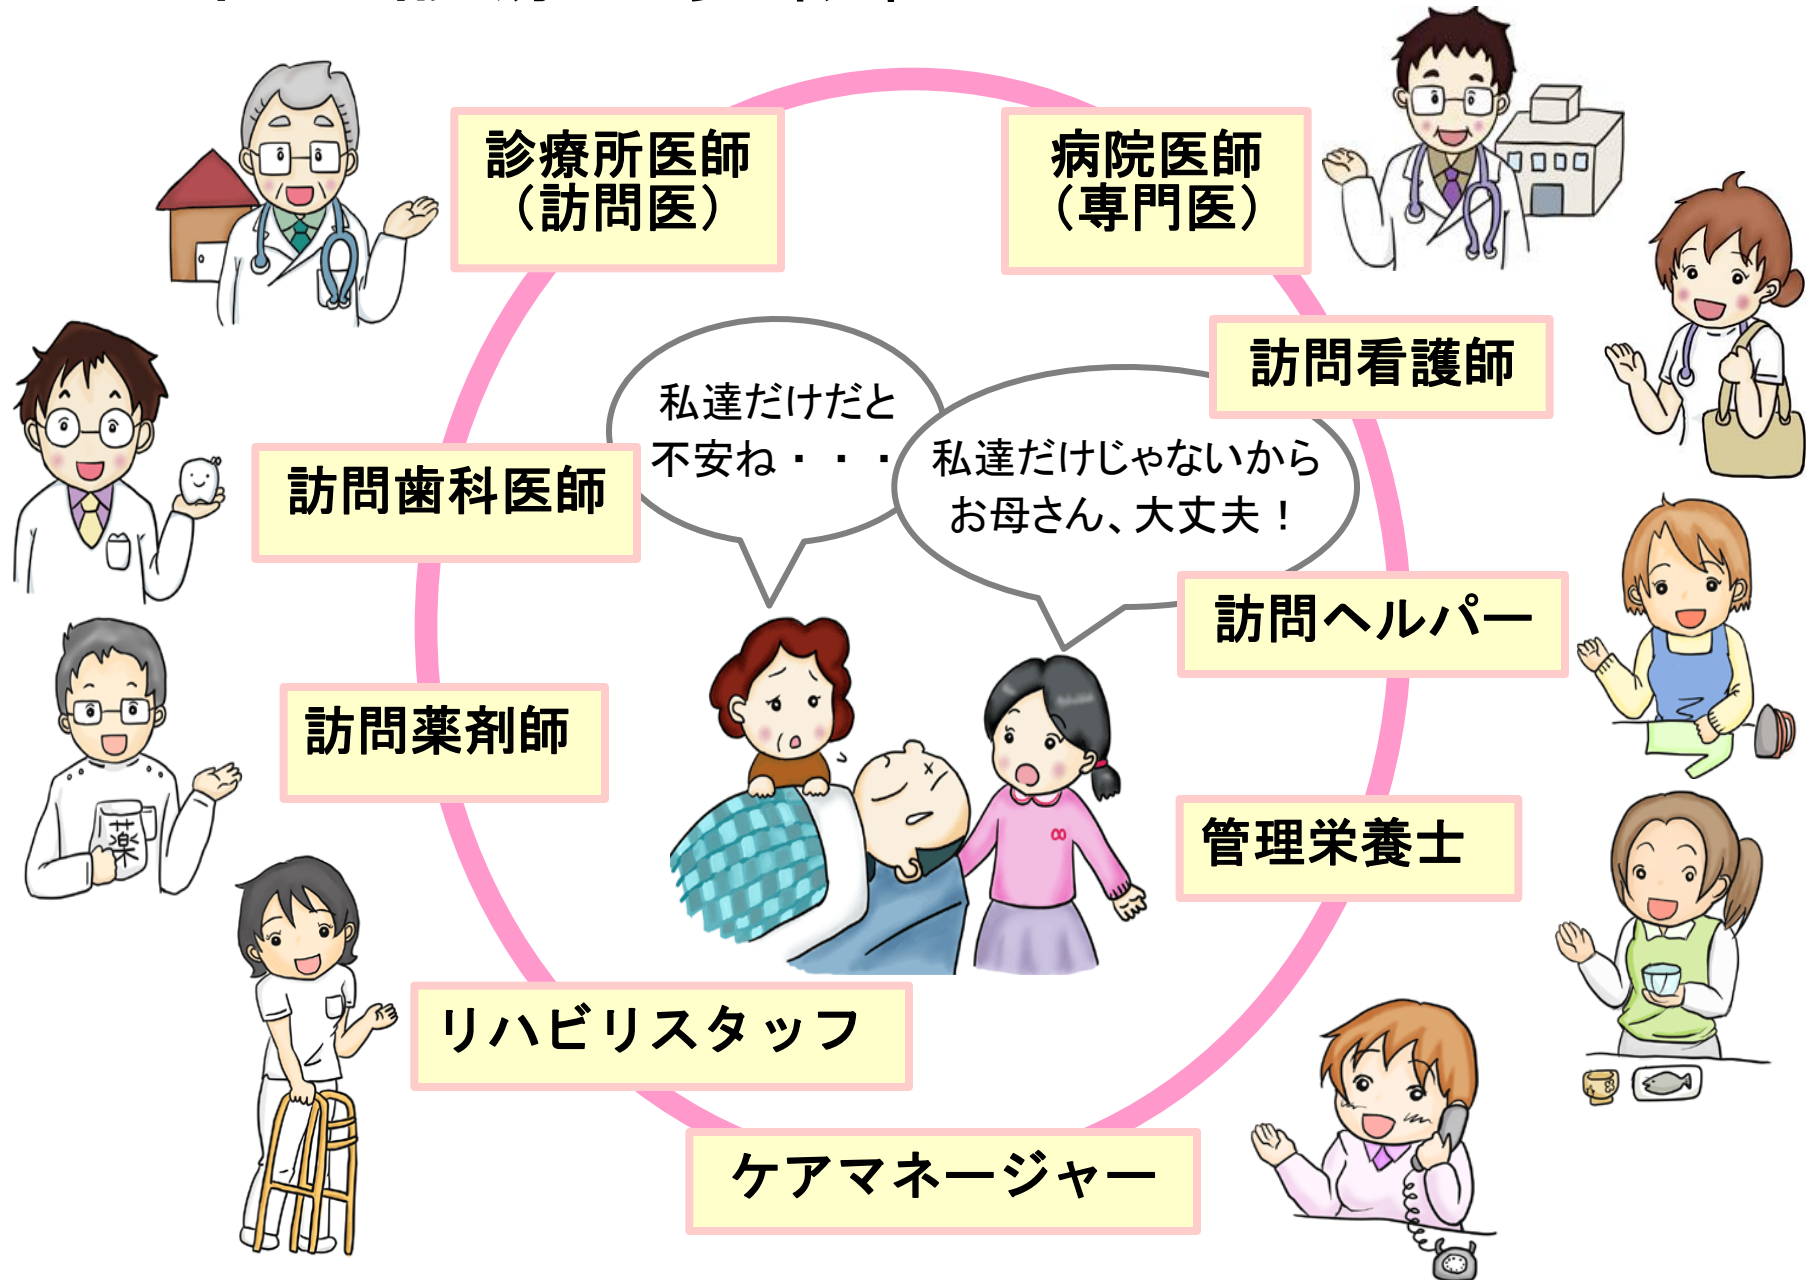 診療所医師
（訪問医）
病院医師
（専門医）
訪問看護師
私達だけだと
不安ね・・・
私達だけじゃないから
お母さん、大丈夫！
訪問歯科医師
訪問ヘルパー
訪問薬剤師
薬
管理栄養士
リハビリスタッフ
ケアマネージャー